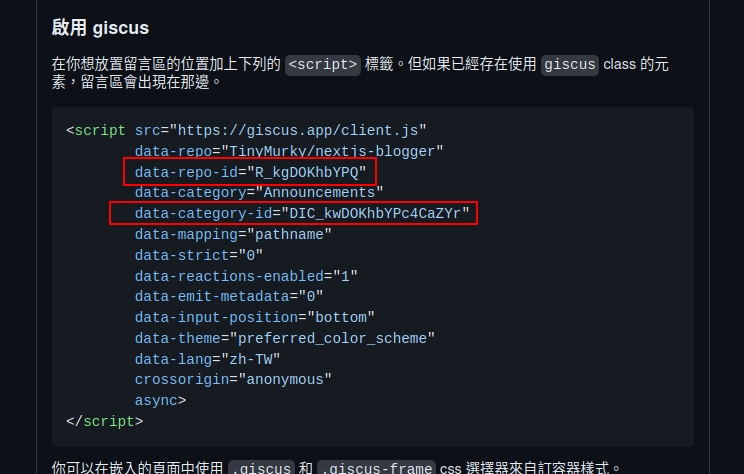 啟用 giscus
在你想放置留言區的位置加上下列的 <script> 標籤。但如果已經存在使用 giscus class 的元
素，留言區會出現在那邊。
<script src="https://giscus.app/client.js"
data-repo="TinyMurky/nextjs-blogger"
data-repo-id="R_kgDOKhbYPQ"
data-category="Announcements"
data-category-id="DIC_kwDOKhbYPc4CaZYr"
data-mapping="pathname"
data-strict="0"
data-reactions-enabled="1"
data-emit-metadata="0"
data-input-position="bottom"
data-theme="preferred_color_scheme"
data-lang="zh-TW"
crossorigin="anonymous"
async>
</script>
你可以在嵌入的頁面中使用 .giscus 和 .giscus-frame css 選擇器來自訂容器樣式。